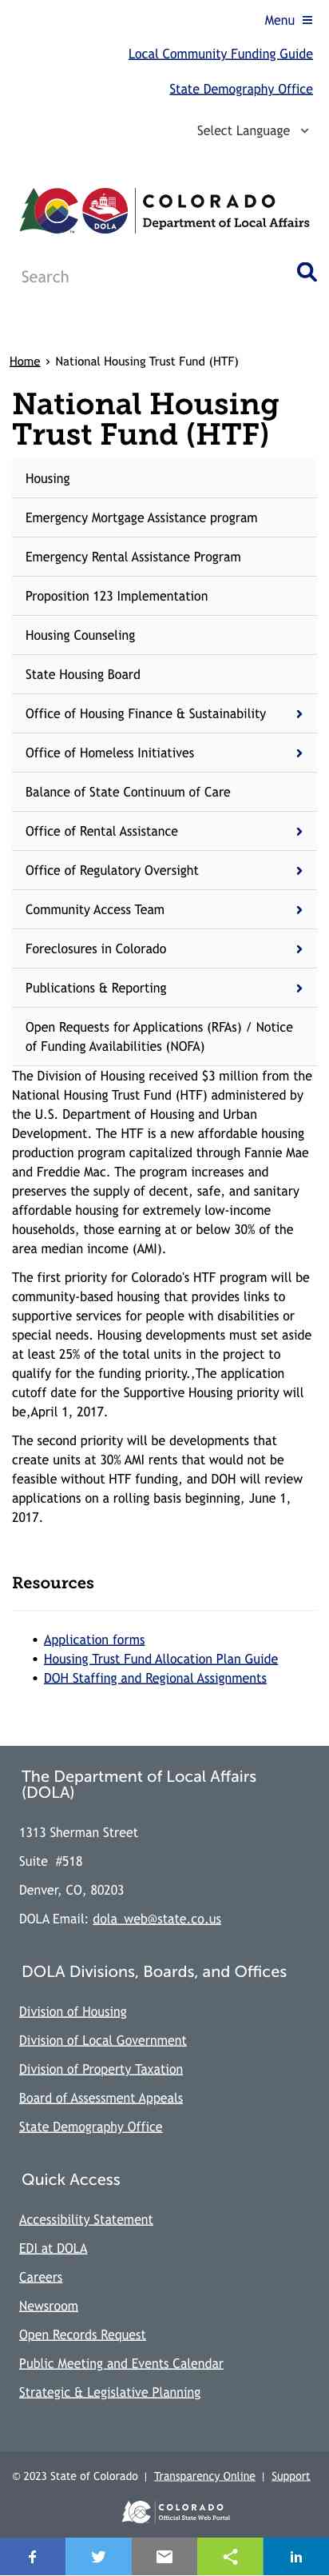 Menu
Local Community Funding Guide
State Demography Office
Select Language
C
DOLA
COLORADO
Department of Local Affairs
Search
Home › National Housing Trust Fund (HTF)
National Housing
Trust Fund (HTF)
Housing
Emergency Mortgage Assistance program
Emergency Rental Assistance Program
Proposition 123 Implementation
Housing Counseling
State Housing Board
Office of Housing Finance & Sustainability
Office of Homeless Initiatives
Balance of State Continuum of Care
Office of Rental Assistance
Office of Regulatory Oversight
Community Access Team
Foreclosures in Colorado
Publications & Reporting
Open Requests for Applications (RFAs) / Notice
of Funding Availabilities (NOFA)
The Division of Housing received $3 million from the
National Housing Trust Fund (HTF) administered by
the U.S. Department of Housing and Urban
Development. The HTF is a new affordable housing
production program capitalized through Fannie Mae
and Freddie Mac. The program increases and
preserves the supply of decent, safe, and sanitary
affordable housing for extremely low-income
households, those earning at or below 30% of the
area median income (AMI).
The first priority for Colorado's HTF program will be
community-based housing that provides links to
supportive services for people with disabilities or
special needs. Housing developments must set aside
at least 25% of the total units in the project to
qualify for the funding priority.,The application
cutoff date for the Supportive Housing priority will
be,April 1, 2017.
The second priority will be developments that
create units at 30% AMI rents that would not be
feasible without HTF funding, and DOH will review
applications on a rolling basis beginning, June 1,
2017.
Resources
• Application forms
• Housing Trust Fund Allocation Plan Guide
• DOH Staffing and Regional Assignments
The Department of Local Affairs
(DOLA)
1313 Sherman Street
Suite #518
Denver, CO, 80203
DOLA Email: dola_web@state.co.us
DOLA Divisions, Boards, and Offices
Division of Housing
Division of Local Government
Division of Property Taxation
Board of Assessment Appeals
State Demography Office
Quick Access
Accessibility Statement
EDI at DOLA
Careers
Newsroom
Open Records Request
Public Meeting and Events Calendar
Strategic & Legislative Planning
© 2023 State of Colorado | Transparency Online | Support
COLORADO
Official State Web Portal